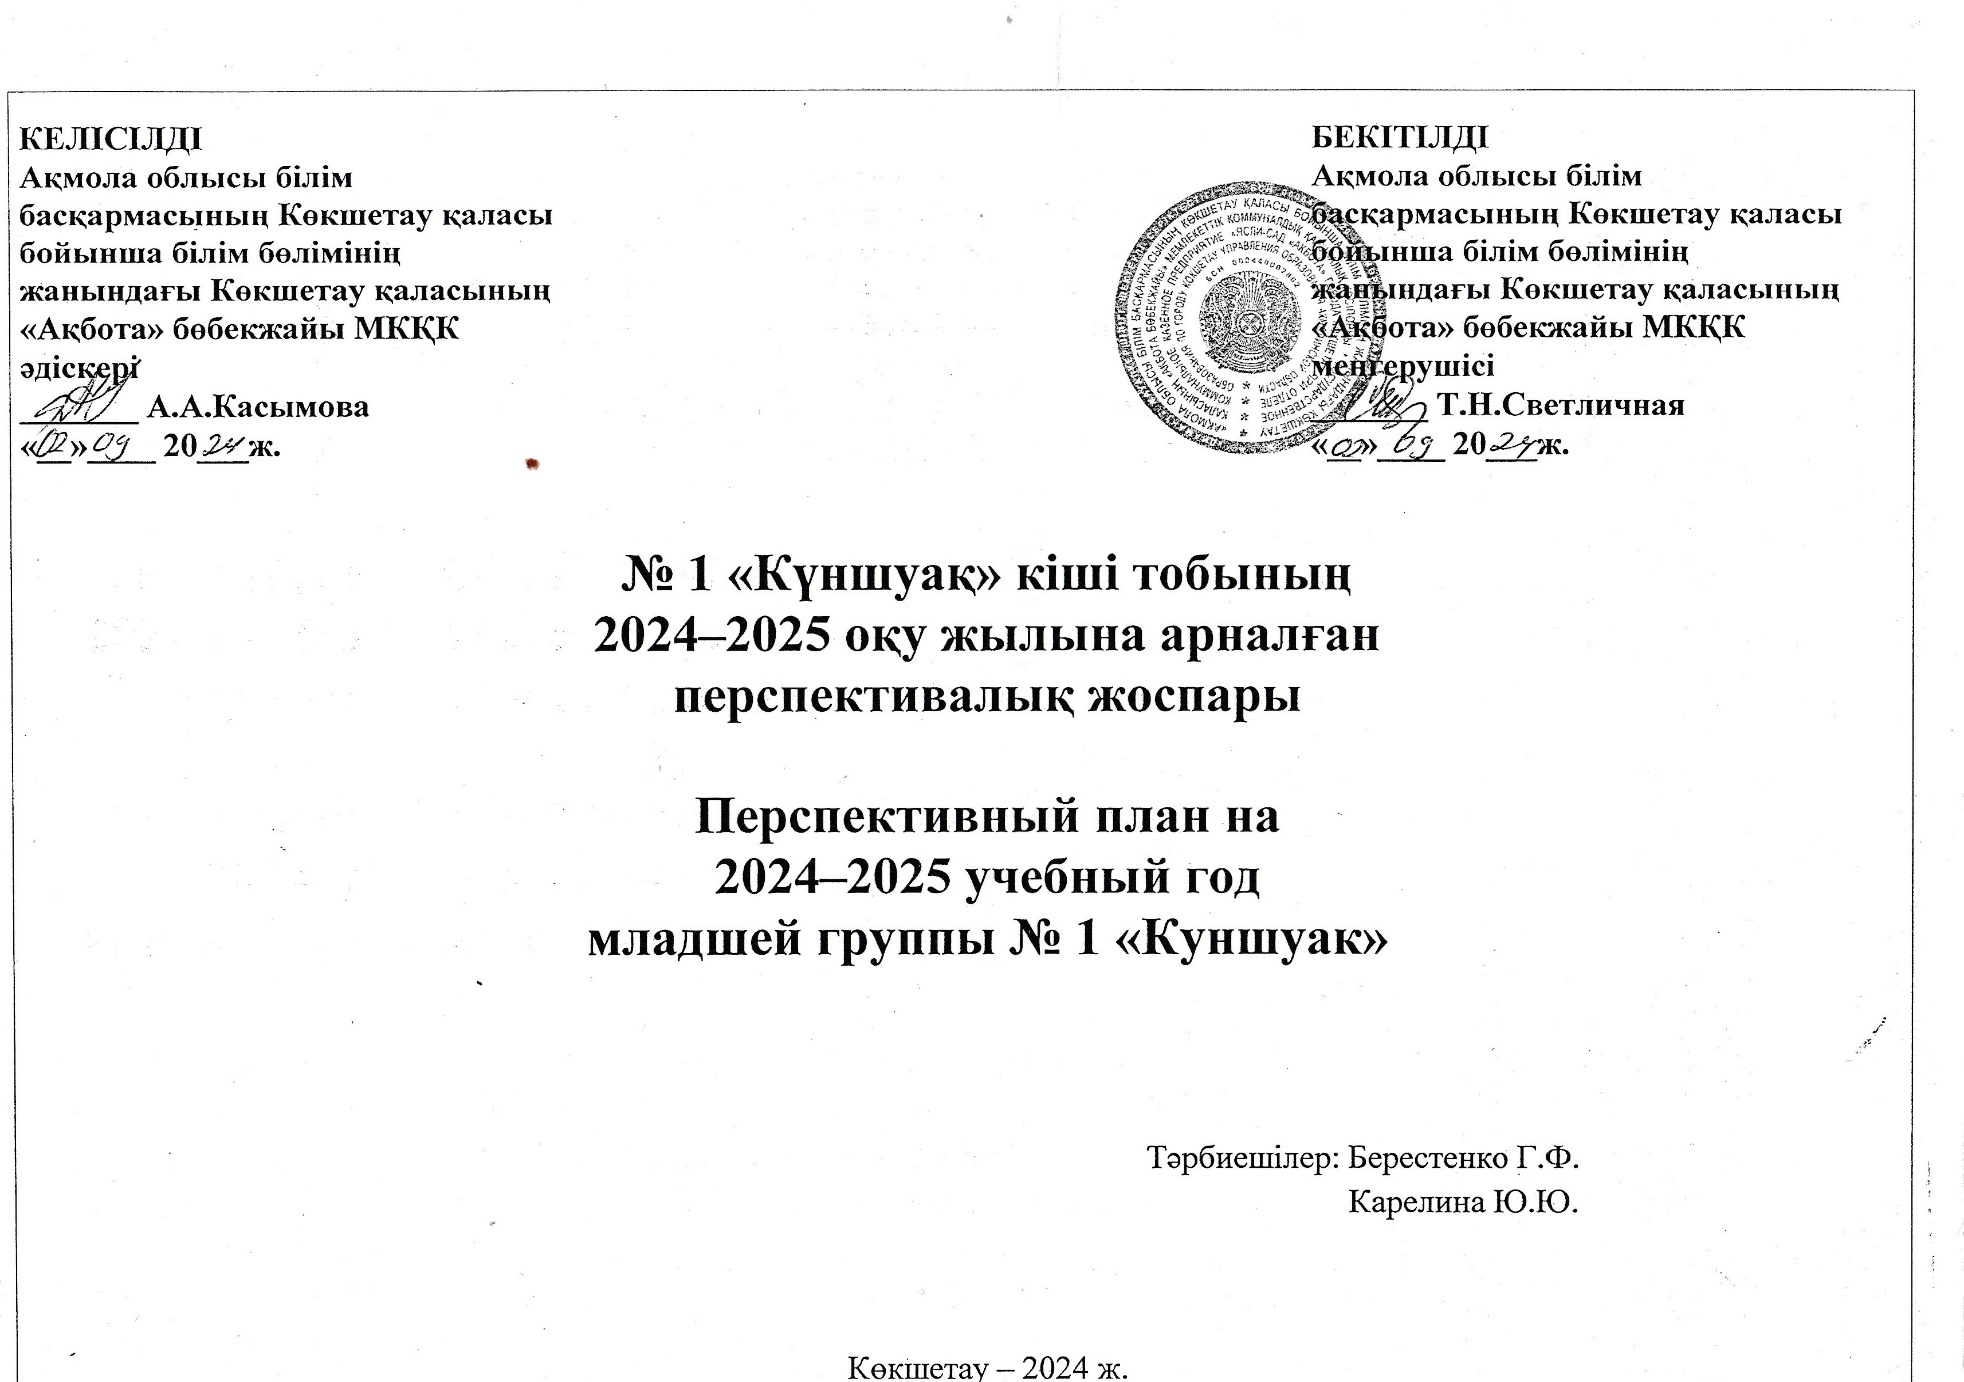 КЕЛІСІЛДІ
Ақмола облысы білім
басқармасының Көкшетау қаласы
бойынша білім бөлімінің
жанындағы Көкшетау қаласының
«Ақбота» бөбекжайы МКҚК
әдіскері
________ А.А.Касымова
«02» 09 2024ж.
БЕКІТІЛДІ
Ақмола облысы білім
басқармасының Көкшетау қаласы
бойынша білім бөлімінің
жанындағы Көкшетау қаласының
«Ақбота» бөбекжайы МКҚК
меңгерушісі
________ Т.Н.Светличная
«02» 09 2024ж.
№ 1 «Күншуақ» кіші тобының
2024–2025 оқу жылына арналған
перспективалық жоспары
Перспективный план на
2024–2025 учебный год
младшей группы № 1 «Куншуак»
Тәрбиешілер: Берестенко Г.Ф.
Карелина Ю.Ю.
Көкшетау – 2024 ж.